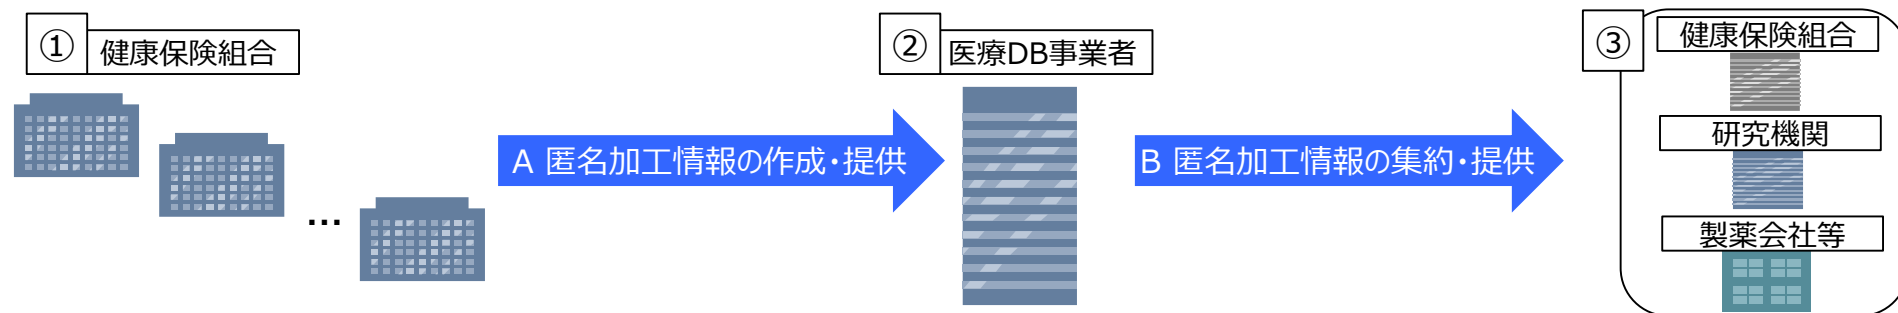 ① 健康保険組合
② 医療DB事業者
③ 健康保険組合
研究機関
製薬会社等
…
A 匿名加工情報の作成・提供
B 匿名加工情報の集約・提供